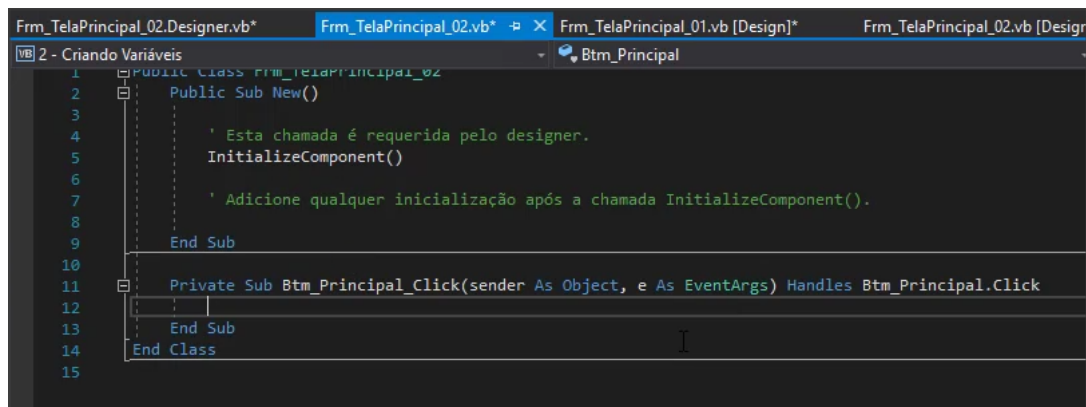 Frm_TelaPrincipal_02.Designer.vb* Frm_TelaPrincipal_02.vb* Frm_TelaPrincipal_01.vb [Design]* Frm_TelaPrincipal_02.vb [Design
VB 2 - Criando Variáveis Btm_Principal
1 Public Class Frm_TelaPrincipal_02
2 Public Sub New()
3
4 ' Esta chamada é requerida pelo designer.
5 InitializeComponent()
6
7 ' Adicione qualquer inicialização após a chamada InitializeComponent().
8
9 End Sub
10
11 Private Sub Btm_Principal_Click(sender As Object, e As EventArgs) Handles Btm_Principal.Click
12
13 End Sub
14 End Class
15